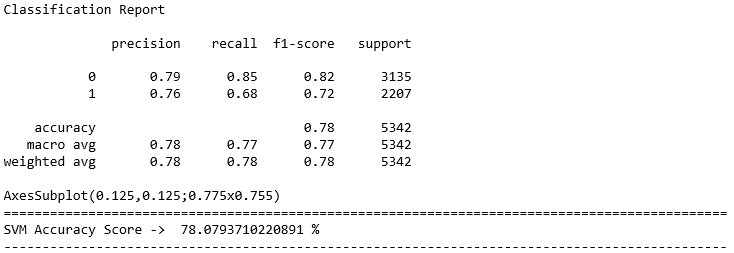 Classification Report
precision recall f1-score support
0 0.79 0.85 0.82 3135
1 0.76 0.68 0.72 2207
accuracy 0.78 5342
macro avg 0.78 0.77 0.77 5342
weighted avg 0.78 0.78 0.78 5342
AxesSubplot(0.125,0.125;0.775x0.755)
==============================================================================================
SVM Accuracy Score -> 78.0793710220891 %
----------------------------------------------------------------------------------------------